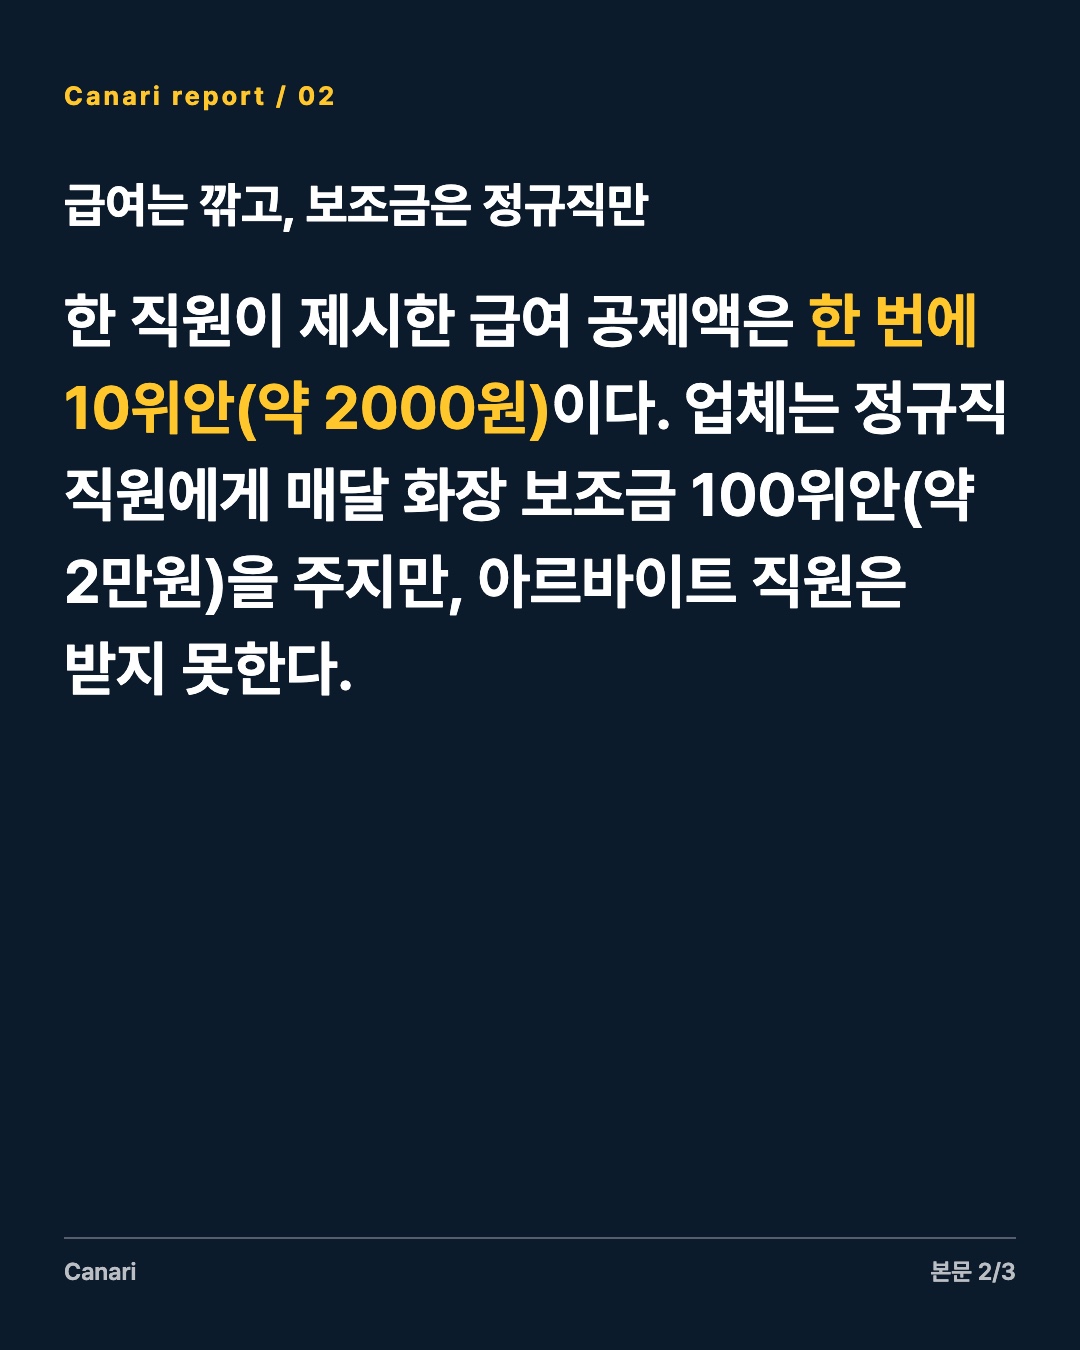 Canari report / 02
급여는 깎고, 보조금은 정규직만
한 직원이 제시한 급여 공제액은 한 번에
10위안(약 2000원)이다. 업체는 정규직
직원에게 매달 화장 보조금 100위안(약
2만원)을 주지만, 아르바이트 직원은
받지 못한다.
Canari
본문 2/3